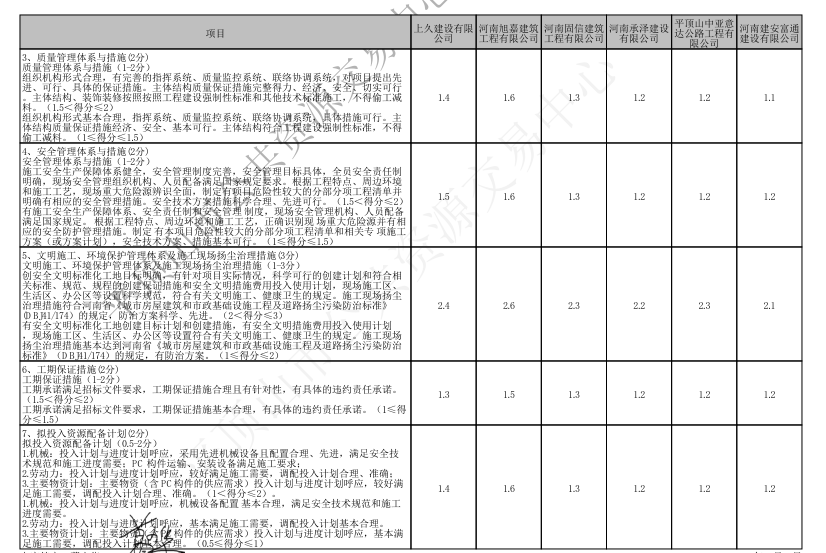 项目
上久建设有限公司
河南旭嘉建筑工程有限公司
河南固信建筑工程有限公司
河南承泽建设有限公司
平顶山中亚意达公路工程有限公司
河南建安富通建设有限公司
3、质量管理体系与措施(2分)
质量管理体系与措施（1-2分）
组织机构形式合理，有完善的指挥系统、质量监控系统、联络协调系统，对项目提出先
进、可行、具体的保证措施。主体结构质量保证措施完整得力、经济、安全、切实可行
。主体结构、装饰装修按照按照工程建设强制性标准和其他技术标准施工，不得偷工减
料。（1.5<得分≤2）
组织机构形式基本合理，指挥系统、质量监控系统、联络协调系统，具体措施可行。主
体结构质量保证措施经济、安全、基本可行。主体结构符合工程建设强制性标准，不得
偷工减料。（1≤得分≤1.5）
1.4 1.6 1.3 1.2 1.2 1.1
4、安全管理体系与措施(2分)
安全管理体系与措施（1-2分）
施工安全生产保障体系健全，安全管理制度完善，安全管理目标具体，全员安全责任制
明确，现场安全管理组织机构、人员配备满足国家规定要求。根据工程特点、周边环境
和施工工艺，现场重大危险源辨识全面，制定有项目危险性较大的分部分项工程清单并
明确有相应的安全管理措施。安全技术方案措施科学合理、先进可行。（1.5<得分≤2）
有施工安全生产保障体系、安全责任制和安全管理 制度，现场安全管理机构、人员配备
满足国家规定。根据工程特点、周边环境和施工工艺，正确识别现 场重大危险源并有相
应的安全防护管理措施。制定 有本项目危险性较大的分部分项工程清单和相关专 项施工
方案（或方案计划），安全技术方案、措施基本可行。（1≤得分≤1.5）
1.5 1.6 1.3 1.2 1.2 1.2
5、文明施工、环境保护管理体系及施工现场扬尘治理措施(3分)
文明施工、环境保护管理体系及施工现场扬尘治理措施（1-3分）
创安全文明标准化工地目标明确，有针对项目实际情况，科学可行的创建计划和符合相
关标准、规范、规程的创建保证措施和安全文明措施费用投入使用计划，现场施工区、
生活区、办公区等设置科学规范，符合有关文明施工、健康卫生的规定。施工现场扬尘
治理措施符合河南省《城市房屋建筑和市政基础设施工程及道路扬尘污染防治标准》
（DBJ41/174）的规定，防治方案科学、先进。（2<得分≤3）
有安全文明标准化工地创建目标计划和创建措施，有安全文明措施费用投入使用计划
，现场施工区、生活区、办公区等设置符合有关文明施工、健康卫生的规定。施工现场
扬尘治理措施基本达到河南省《城市房屋建筑和市政基础设施工程及道路扬尘污染防治
标准》（DBJ41/174）的规定，有防治方案。（1≤得分≤2）
2.4 2.6 2.3 2.2 2.3 2.1
6、工期保证措施(2分)
工期保证措施（1-2分）
工期承诺满足招标文件要求，工期保证措施合理且有针对性，有具体的违约责任承诺。
（1.5<得分≤2）
工期承诺满足招标文件要求，工期保证措施基本合理，有具体的违约责任承诺。（1≤得
分≤1.5）
1.3 1.5 1.3 1.2 1.2 1.2
7、拟投入资源配备计划(2分)
拟投入资源配备计划（0.5-2分）
1.机械：投入计划与进度计划呼应，采用先进机械设备且配置合理、先进，满足安全技
术规范和施工进度需要；PC 构件运输、安装设备满足施工要求；
2.劳动力：投入计划与进度计划呼应，较好满足施工需要，调配投入计划合理、准确；
3.主要物资计划：主要物资（含 PC 构件的供应需求）投入计划与进度计划呼应，较好满
足施工需要，调配投入计划合理、准确。（1<得分≤2）。
1.机械：投入计划与进度计划呼应，机械设备配置 基本合理，满足安全技术规范和施工
进度需要。
2.劳动力：投入计划与进度计划呼应，基本满足施工需要，调配投入计划基本合理。
3.主要物资计划：主要物资（含 PC 构件的供应需求）投入计划与进度计划呼应，基本满
足施工需要，调配投入计划基本合理。（0.5≤得分≤1）
1.4 1.6 1.3 1.2 1.2 1.2